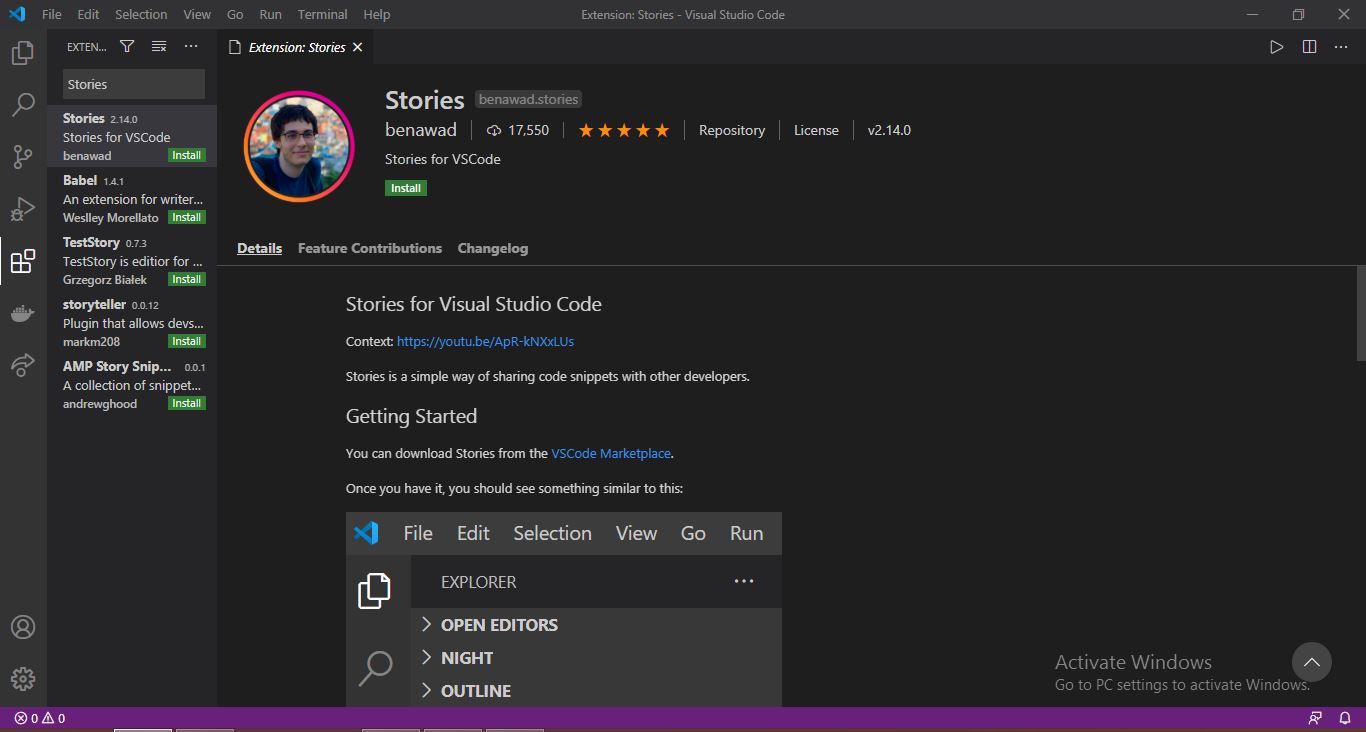 File Edit Selection View Go Run Terminal Help Extension: Stories - Visual Studio Code
EXTEN...
Stories
Stories 2.14.0
Stories for VSCode
benawad Install
Babel 1.4.1
An extension for writer...
Weslley Morellato Install
TestStory 0.7.3
TestStory is editior for ...
Grzegorz Białek Install
storyteller 0.0.12
Plugin that allows devs...
markm208 Install
AMP Story Snip... 0.0.1
A collection of snippet...
andrewghood Install
Extension: Stories
Stories benawad.stories
benawad 17,550 Repository License v2.14.0
Stories for VSCode
Install
Details Feature Contributions Changelog
Stories for Visual Studio Code
Context: https://youtu.be/ApR-kNXxLUs
Stories is a simple way of sharing code snippets with other developers.
Getting Started
You can download Stories from the VSCode Marketplace.
Once you have it, you should see something similar to this:
File Edit Selection View Go Run
EXPLORER
OPEN EDITORS
NIGHT
OUTLINE
Activate Windows
Go to PC settings to activate Windows.
0 0